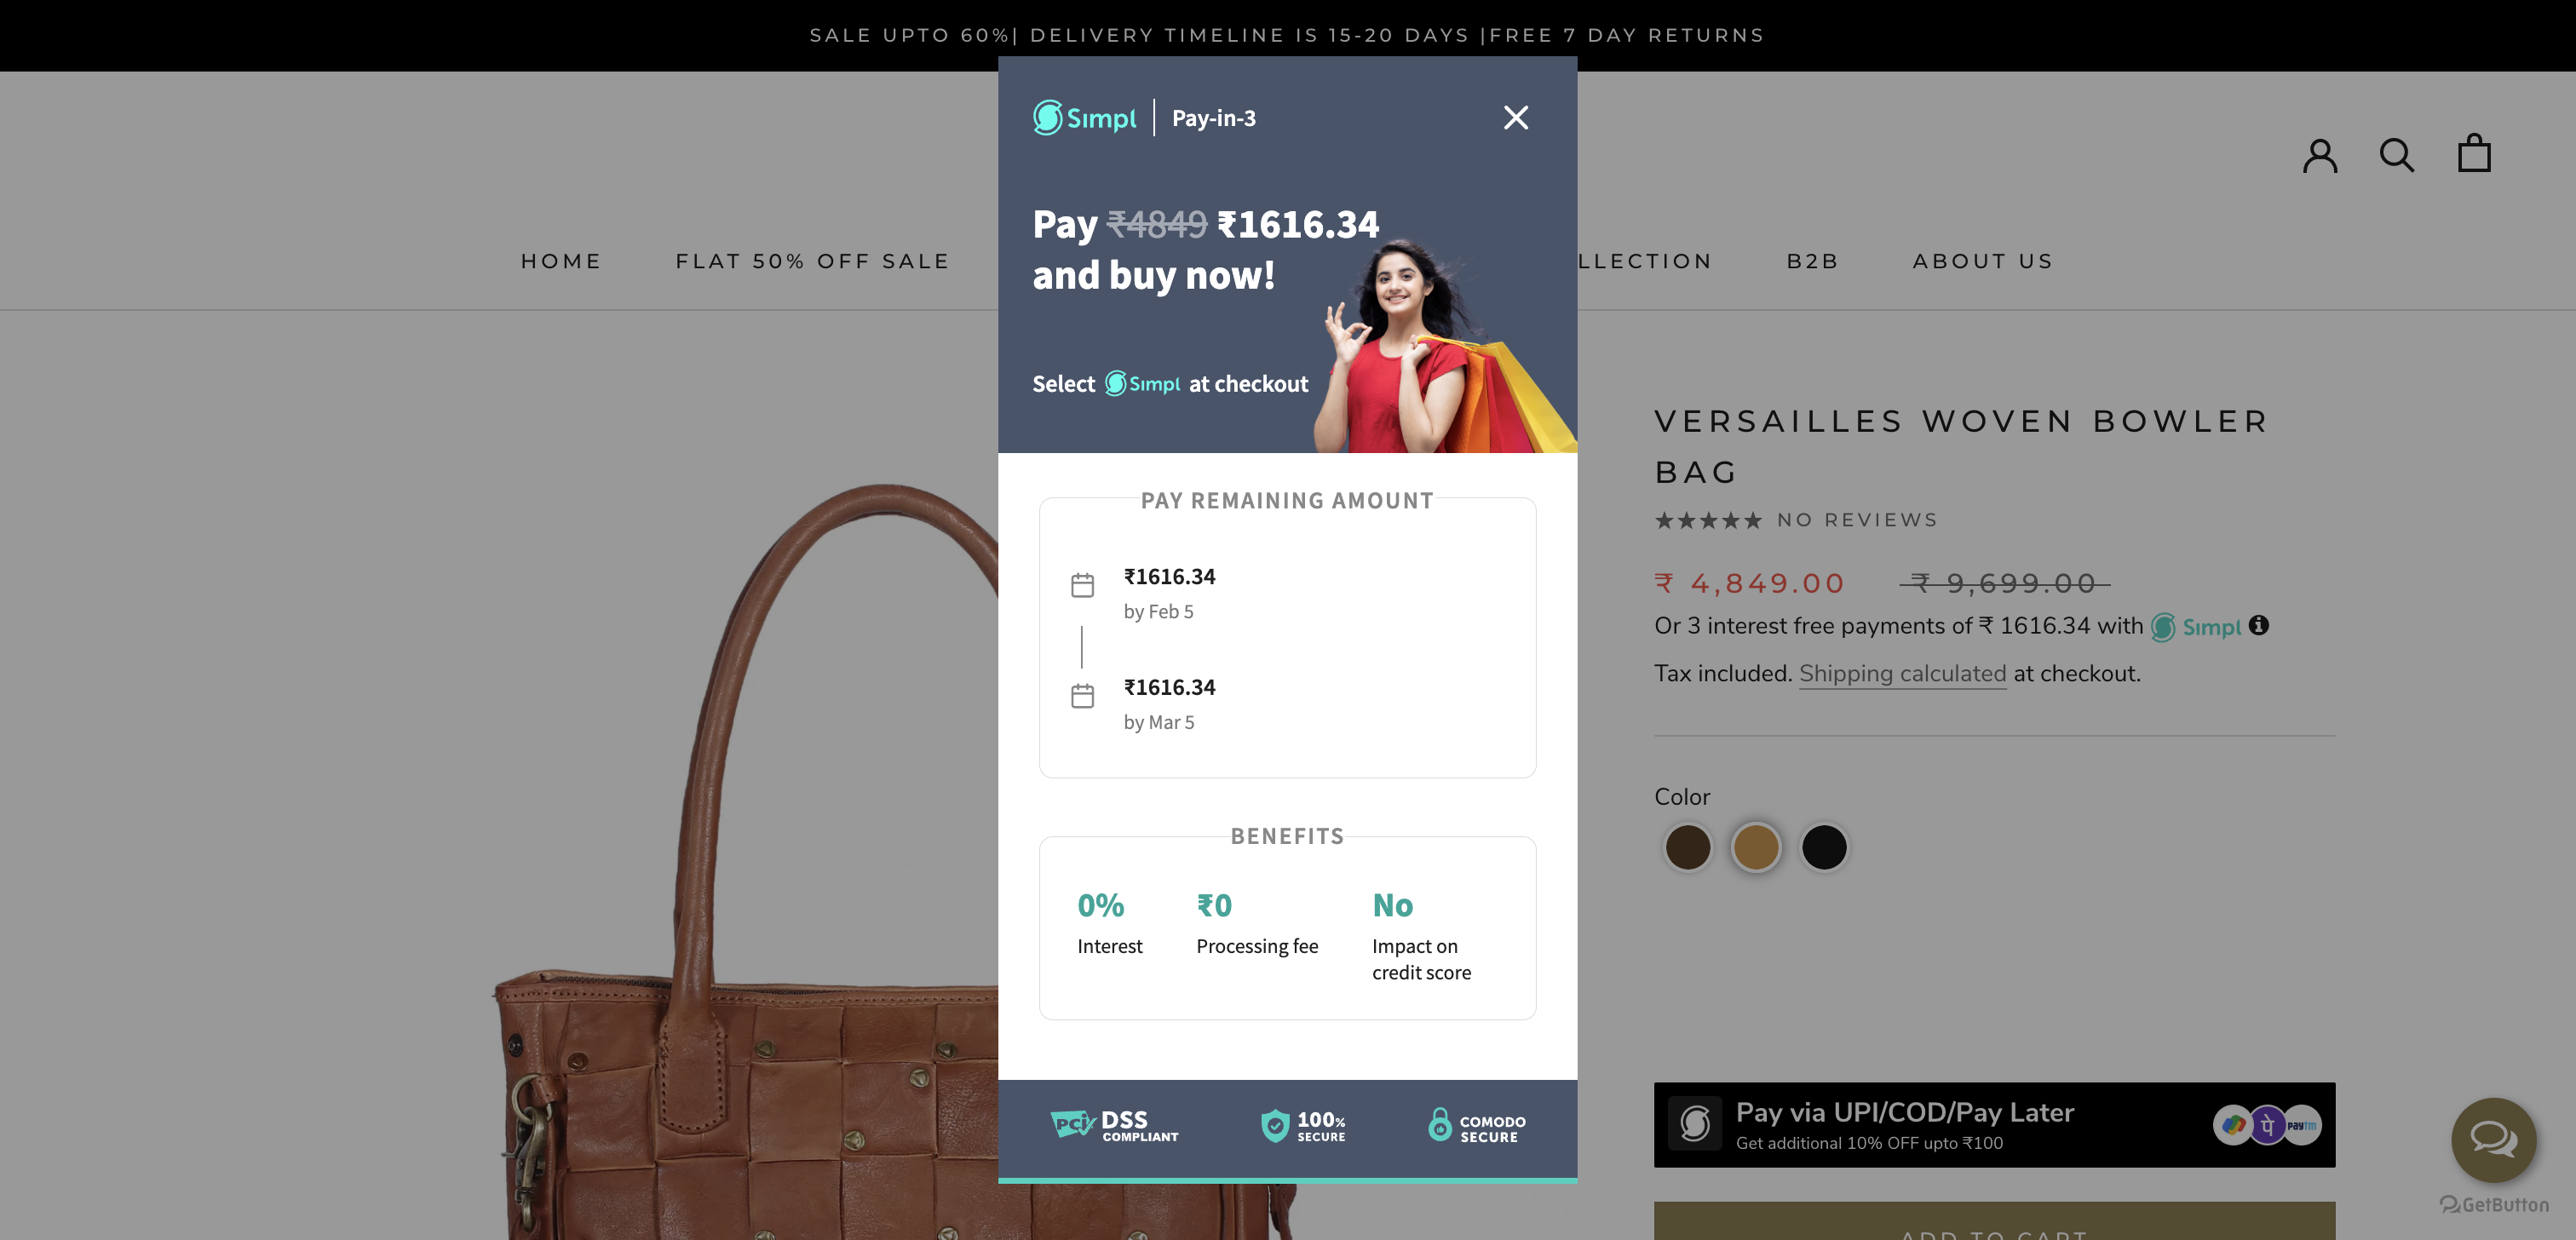 SALE UPTO 60%| DELIVERY TIMELINE IS 15-20 DAYS |FREE 7 DAY RETURNS
Simpl | Pay-in-3
Pay ₹4849 ₹1616.34
and buy now!
Select Simpl at checkout
HOME
FLAT 50% OFF SALE
LLECTION
B2B
ABOUT US
PAY REMAINING AMOUNT
₹1616.34
by Feb 5
₹1616.34
by Mar 5
BENEFITS
0%
Interest
₹0
Processing fee
No
Impact on
credit score
PCI DSS
COMPLIANT
100%
SECURE
COMODO
SECURE
VERSAILLES WOVEN BOWLER
BAG
★★★★★ NO REVIEWS
₹ 4,849.00 ₹ 9,699.00
Or 3 interest free payments of ₹ 1616.34 with Simpl
Tax included. Shipping calculated at checkout.
Color
Pay via UPI/COD/Pay Later
Get additional 10% OFF upto ₹100
पे
Paytm
ADD TO CART
GetButton